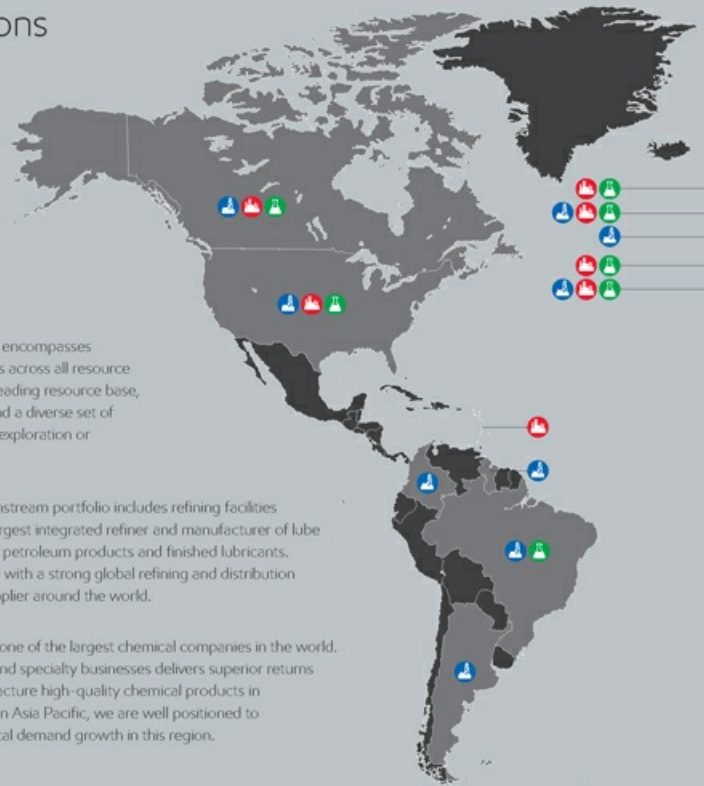 ons
encompasses
s across all resource
eading resource base,
nd a diverse set of
exploration or
nstream portfolio includes refining facilities
argest integrated refiner and manufacturer of lube
petroleum products and finished lubricants.
with a strong global refining and distribution
plier around the world.
one of the largest chemical companies in the world.
nd specialty businesses delivers superior returns
acture high-quality chemical products in
n Asia Pacific, we are well positioned to
cal demand growth in this region.